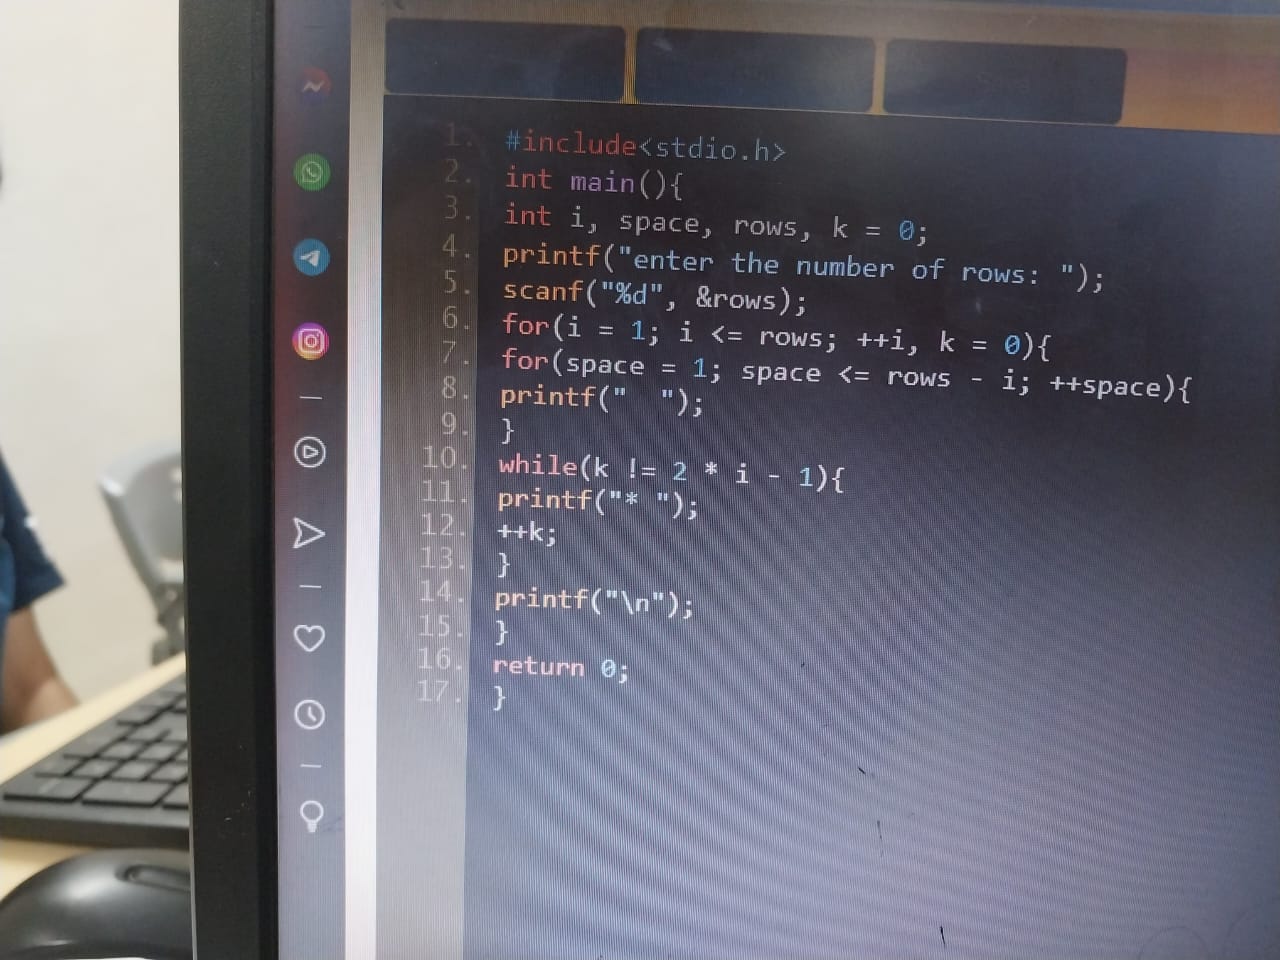 1. #include<stdio.h>
2. int main(){
3. int i, space, rows, k = 0;
4. printf("enter the number of rows: ");
5. scanf("%d", &rows);
6. for(i = 1; i <= rows; ++i, k = 0){
7. for(space = 1; space <= rows - i; ++space){
8. printf("  ");
9. }
10. while(k != 2 * i - 1){
11. printf("* ");
12. ++k;
13. }
14. printf("\n");
15. }
16. return 0;
17. }